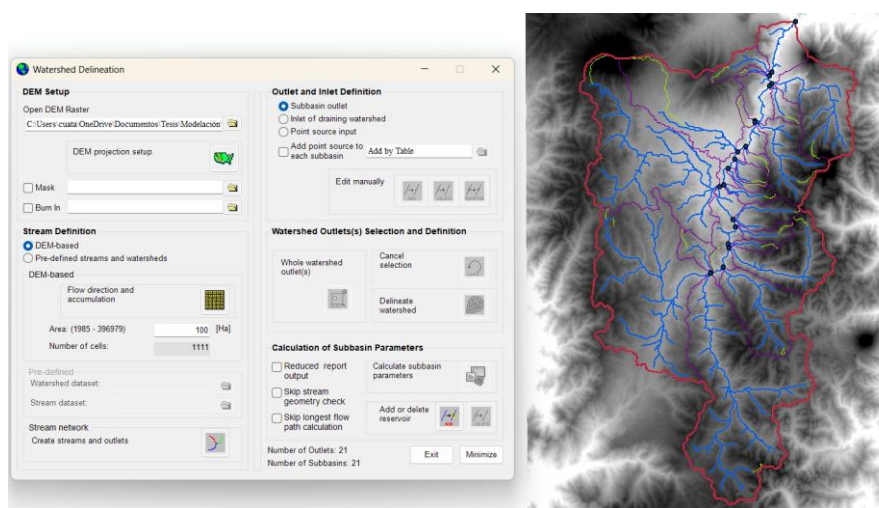 Watershed Delineation
DEM Setup
Open DEM Raster
C:\Users\cuata\OneDrive\Documentos\Tesis\Modelación\
DEM projection setup
Mask
Burn In
Stream Definition
DEM-based
Pre-defined streams and watersheds
DEM-based
Flow direction and
accumulation
Area: (1985 - 396979) 100 [Ha]
Number of cells: 1111
Pre-defined
Watershed dataset:
Stream dataset:
Stream network
Create streams and outlets
Outlet and Inlet Definition
Subbasin outlet
Inlet of draining watershed
Point source input
Add point source to
each subbasin
Add by Table
Edit manually
Watershed Outlets(s) Selection and Definition
Whole watershed
outlet(s)
Cancel
selection
Delineate
watershed
Calculation of Subbasin Parameters
Reduced report
output
Skip stream
geometry check
Skip longest flow
path calculation
Calculate subbasin
parameters
Add or delete
reservoir
Number of Outlets: 21
Number of Subbasins: 21
Exit
Minimize